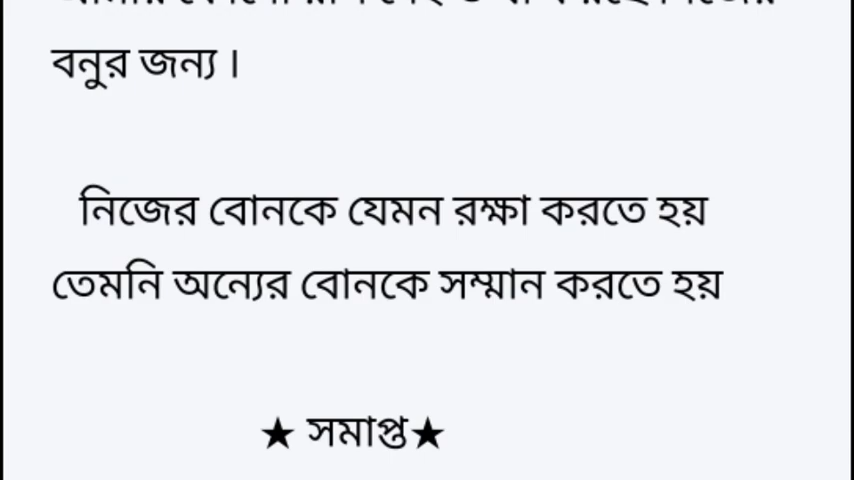 বনুর জন্য ।
নিজের বোনকে যেমন রক্ষা করতে হয়
তেমনি অন্যের বোনকে সম্মান করতে হয়
★ সমাপ্ত★